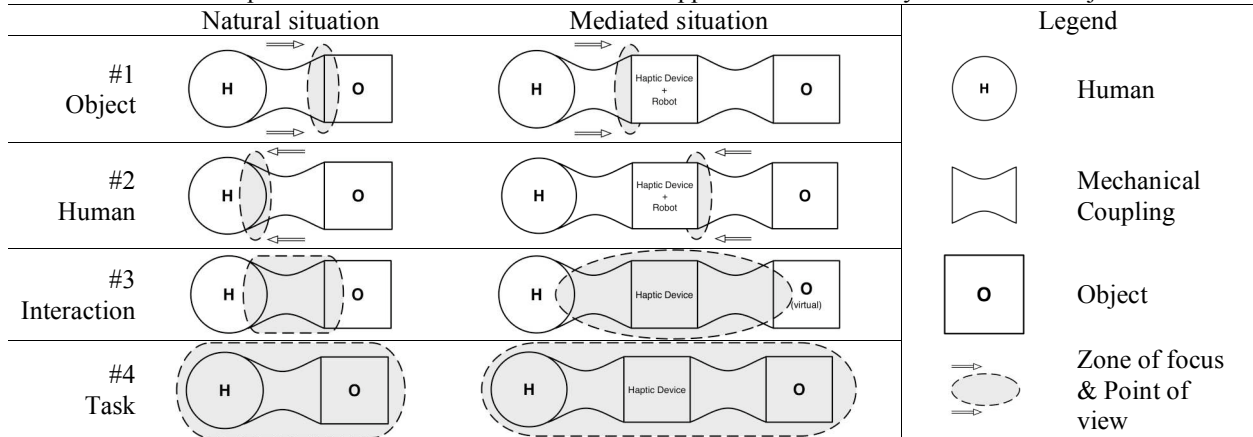 Natural situation Mediated situation Legend
#1
Object
H O H Haptic Device
+
Robot O
H Human
#2
Human
H O H Haptic Device
+
Robot O
Mechanical
Coupling
#3
Interaction
H O H Haptic Device O
(virtual)
O Object
#4
Task
H O H Haptic Device O
Zone of focus
& Point of
view